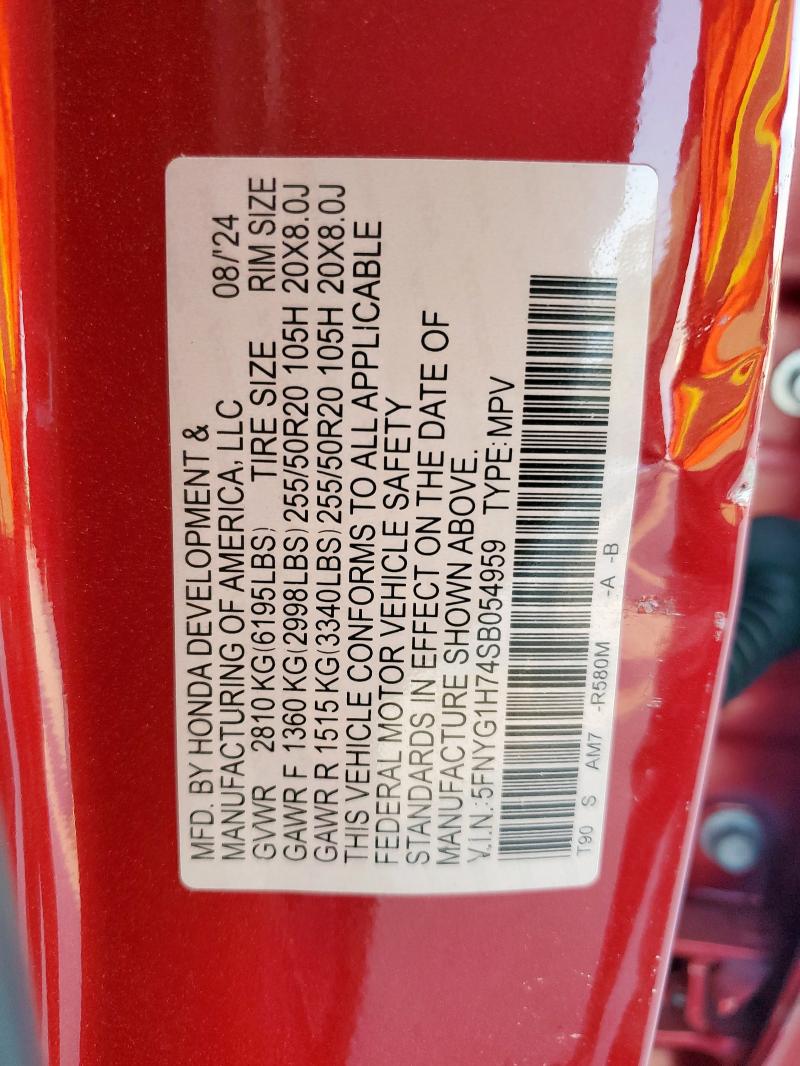 MFD. BY HONDA DEVELOPMENT &
MANUFACTURING OF AMERICA, LLC 08/'24
GVWR 2810 KG(6195LBS) TIRE SIZE RIM SIZE
GAWR F 1360 KG(2998LBS) 255/50R20 105H 20X8.0J
GAWR R 1515 KG(3340LBS) 255/50R20 105H 20X8.0J
THIS VEHICLE CONFORMS TO ALL APPLICABLE
FEDERAL MOTOR VEHICLE SAFETY
STANDARDS IN EFFECT ON THE DATE OF
MANUFACTURE SHOWN ABOVE.
V.I.N.:5FNYG1H74SB054959 TYPE: MPV
T90 S AM7 -R580M -A -B